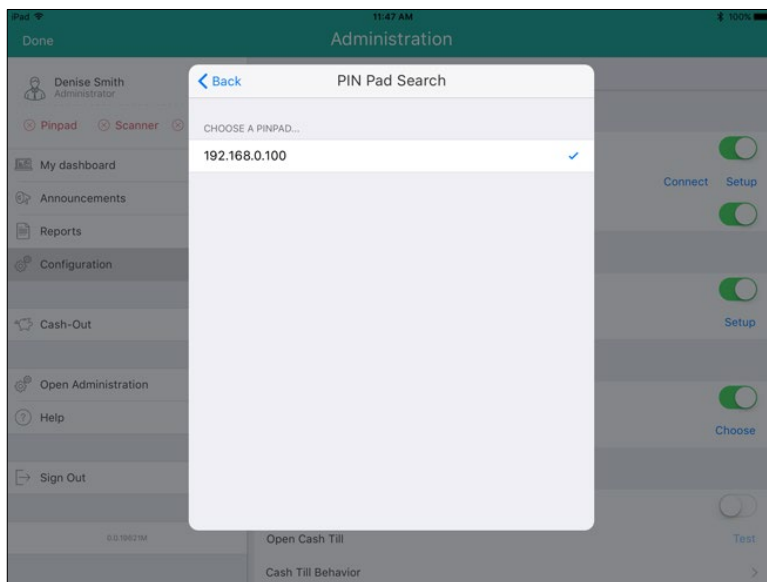 iPad 11:47 AM 100%
Done Administration
Denise Smith
Administrator
Pinpad Scanner
My dashboard
Announcements
Reports
Configuration
Cash-Out
Open Administration
Help
Sign Out
Back PIN Pad Search
CHOOSE A PINPAD...
192.168.0.100
Connect Setup
Setup
Choose
Open Cash Till Test
Cash Till Behavior